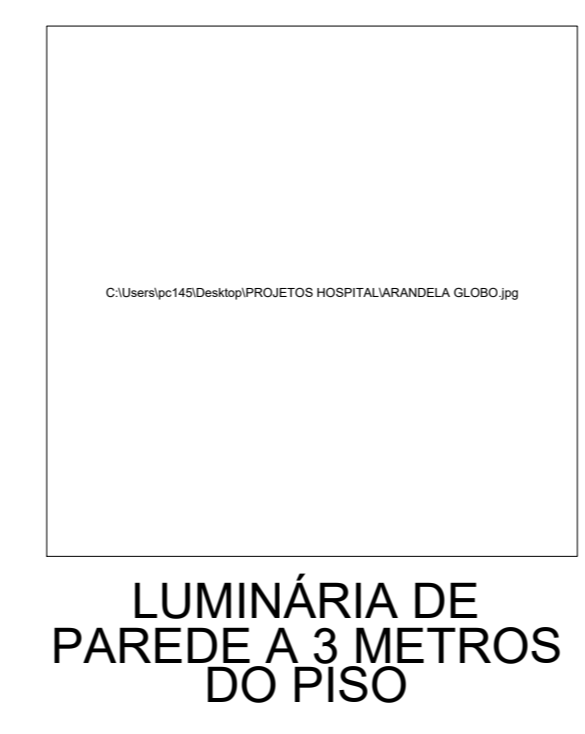 C:\Users\pc145\Desktop\PROJETOS HOSPITAL\ARANDELA GLOBO.jpg
LUMINÁRIA DE
PAREDE A 3 METROS
DO PISO